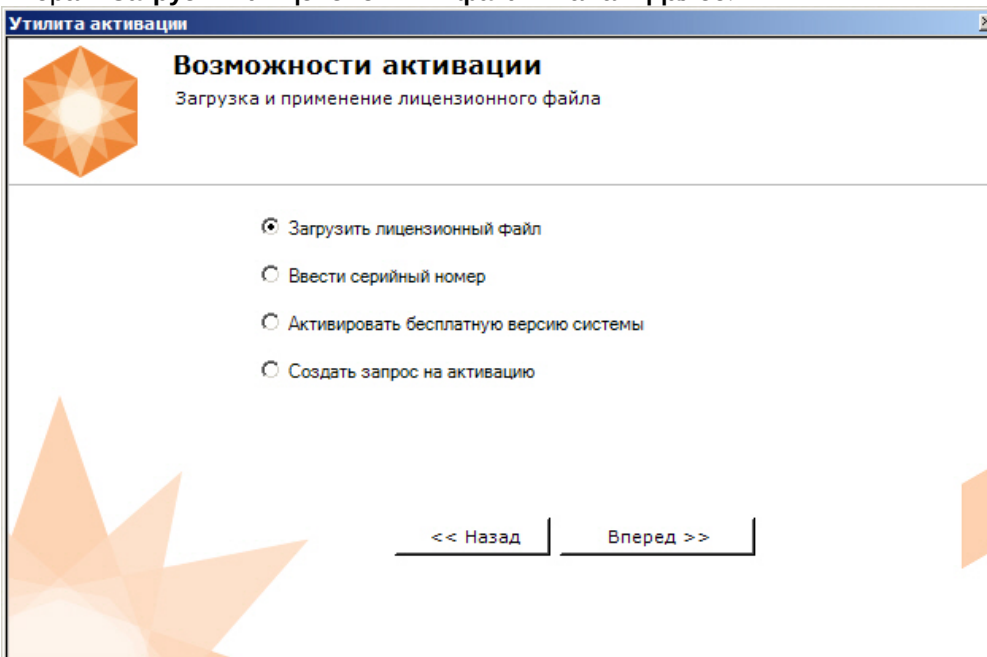 Утилита активации
Возможности активации
Загрузка и применение лицензионного файла
Загрузить лицензионный файл
Ввести серийный номер
Активировать бесплатную версию системы
Создать запрос на активацию
<< Назад
Вперед >>